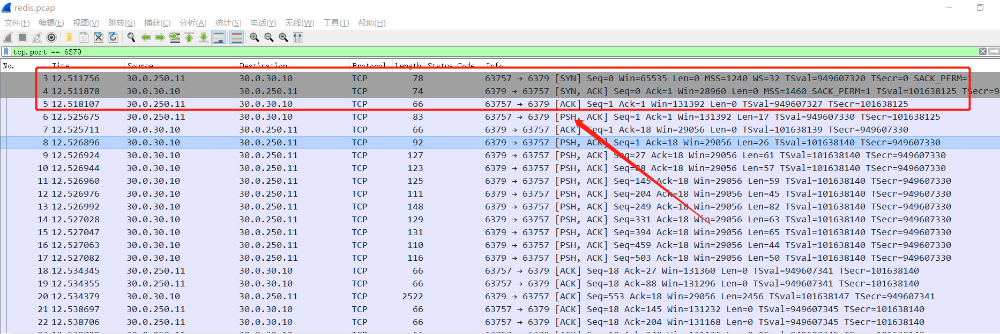 redis.pcap
文件(F) 编辑(E) 视图(V) 跳转(G) 捕获(C) 分析(A) 统计(S) 电话(Y) 无线(W) 工具(T) 帮助(H)
tcp.port == 6379
No. Time Source Destination Protocol Length Status Code Info
3 12.511756 30.0.250.11 30.0.30.10 TCP 78 63757 → 6379 [SYN] Seq=0 Win=65535 Len=0 MSS=1240 WS=32 TSval=949607320 TSecr=0 SACK_PERM=1
4 12.511878 30.0.30.10 30.0.250.11 TCP 74 6379 → 63757 [SYN, ACK] Seq=0 Ack=1 Win=28960 Len=0 MSS=1460 SACK_PERM=1 TSval=101638125 TSecr=9
5 12.518107 30.0.250.11 30.0.30.10 TCP 66 63757 → 6379 [ACK] Seq=1 Ack=1 Win=131392 Len=0 TSval=949607327 TSecr=101638125
6 12.525675 30.0.250.11 30.0.30.10 TCP 83 63757 → 6379 [PSH, ACK] Seq=1 Ack=1 Win=131392 Len=17 TSval=949607330 TSecr=101638125
7 12.525711 30.0.30.10 30.0.250.11 TCP 66 6379 → 63757 [ACK] Seq=1 Ack=18 Win=29056 Len=0 TSval=101638139 TSecr=949607330
8 12.526896 30.0.30.10 30.0.250.11 TCP 92 6379 → 63757 [PSH, ACK] Seq=1 Ack=18 Win=29056 Len=26 TSval=101638140 TSecr=949607330
9 12.526924 30.0.30.10 30.0.250.11 TCP 127 6379 → 63757 [PSH, ACK] Seq=27 Ack=18 Win=29056 Len=61 TSval=101638140 TSecr=949607330
10 12.526944 30.0.30.10 30.0.250.11 TCP 123 6379 → 63757 [PSH, ACK] Seq=88 Ack=18 Win=29056 Len=57 TSval=101638140 TSecr=949607330
11 12.526960 30.0.30.10 30.0.250.11 TCP 125 6379 → 63757 [PSH, ACK] Seq=145 Ack=18 Win=29056 Len=59 TSval=101638140 TSecr=949607330
12 12.526976 30.0.30.10 30.0.250.11 TCP 111 6379 → 63757 [PSH, ACK] Seq=204 Ack=18 Win=29056 Len=45 TSval=101638140 TSecr=949607330
13 12.526992 30.0.30.10 30.0.250.11 TCP 148 6379 → 63757 [PSH, ACK] Seq=249 Ack=18 Win=29056 Len=82 TSval=101638140 TSecr=949607330
14 12.527028 30.0.30.10 30.0.250.11 TCP 129 6379 → 63757 [PSH, ACK] Seq=331 Ack=18 Win=29056 Len=63 TSval=101638140 TSecr=949607330
15 12.527047 30.0.30.10 30.0.250.11 TCP 131 6379 → 63757 [PSH, ACK] Seq=394 Ack=18 Win=29056 Len=65 TSval=101638140 TSecr=949607330
16 12.527063 30.0.30.10 30.0.250.11 TCP 110 6379 → 63757 [PSH, ACK] Seq=459 Ack=18 Win=29056 Len=44 TSval=101638140 TSecr=949607330
17 12.527082 30.0.30.10 30.0.250.11 TCP 116 6379 → 63757 [PSH, ACK] Seq=503 Ack=18 Win=29056 Len=50 TSval=101638140 TSecr=949607330
18 12.534345 30.0.250.11 30.0.30.10 TCP 66 63757 → 6379 [ACK] Seq=18 Ack=27 Win=131360 Len=0 TSval=949607341 TSecr=101638140
19 12.534355 30.0.250.11 30.0.30.10 TCP 66 63757 → 6379 [ACK] Seq=18 Ack=88 Win=131296 Len=0 TSval=949607341 TSecr=101638140
20 12.534379 30.0.30.10 30.0.250.11 TCP 2522 6379 → 63757 [ACK] Seq=553 Ack=18 Win=29056 Len=2456 TSval=101638147 TSecr=949607341
21 12.538697 30.0.250.11 30.0.30.10 TCP 66 63757 → 6379 [ACK] Seq=18 Ack=145 Win=131232 Len=0 TSval=949607345 TSecr=101638140
22 12.538706 30.0.250.11 30.0.30.10 TCP 66 63757 → 6379 [ACK] Seq=18 Ack=204 Win=131168 Len=0 TSval=949607345 TSecr=101638140